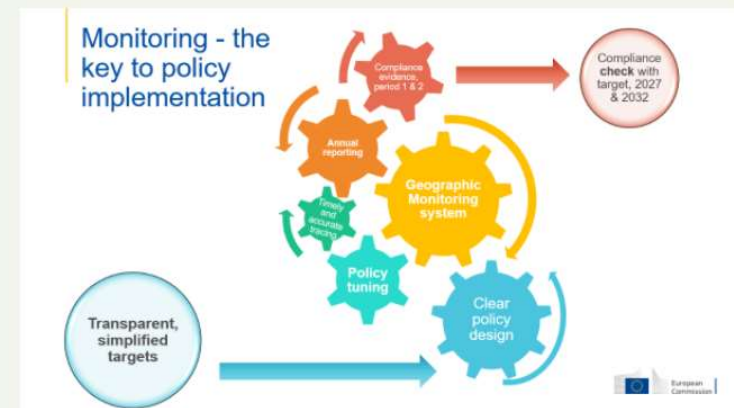 Monitoring - the
key to policy
implementation
Compliance
evidence,
period 1 & 2
Compliance
check with
target, 2027
& 2032
Annual
reporting
Geographic
Monitoring
system
Timely
and
accurate
tracing
Policy
tuning
Clear
policy
design
Transparent,
simplified
targets
European
Commission